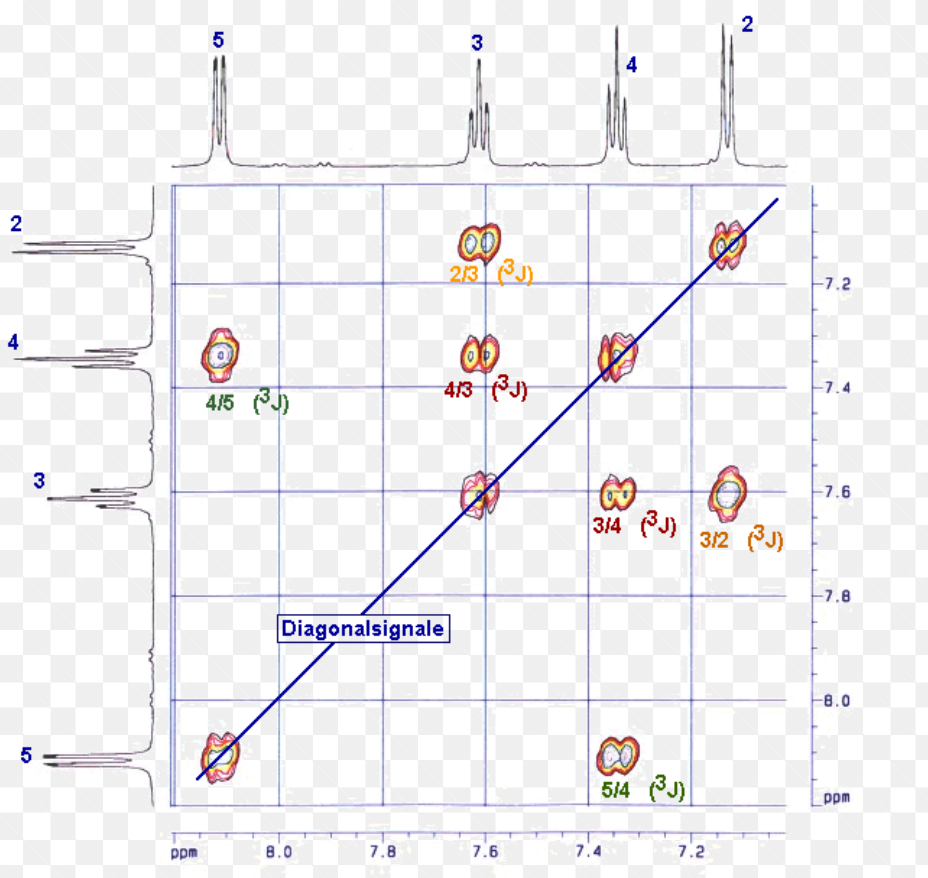 5
3
4
2
2
2/3 (³J)
7.2
4
4/5 (³J)
4/3 (³J)
7.4
3
7.6
3/4 (³J)
3/2 (³J)
7.8
Diagonalsignale
8.0
5
5/4 (³J)
ppm
ppm 8.0 7.8 7.6 7.4 7.2